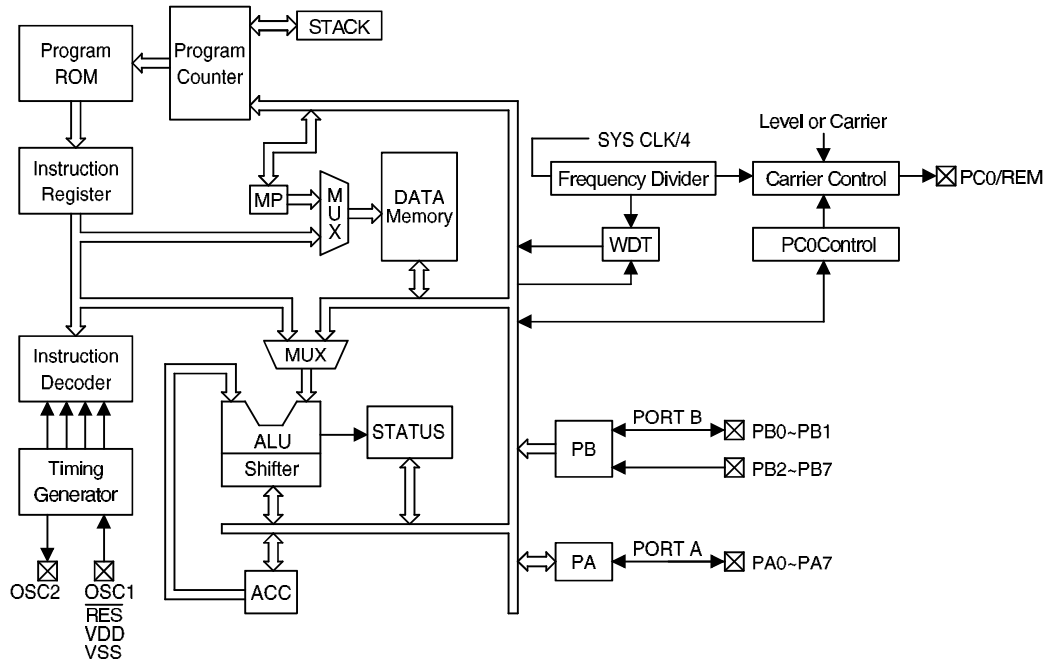 STACK
Program
ROM
Program
Counter
SYS CLK/4
Level or Carrier
Instruction
Register
MP
MUX
DATA
Memory
Frequency Divider
Carrier Control
PC0/REM
WDT
PC0Control
Instruction
Decoder
MUX
ALU
Shifter
STATUS
PB
PORT B
PB0~PB1
PB2~PB7
Timing
Generator
PA
PORT A
PA0~PA7
ACC
OSC2
OSC1
RES
VDD
VSS